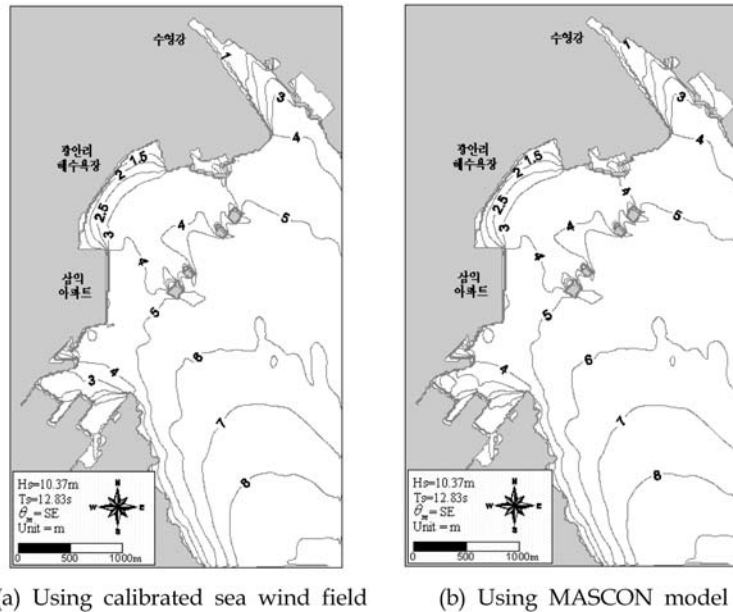 수영강
1
3
4
광안리
해수욕장
1.5
2
2.5
3
4
5
4
삼익
아파트
5
6
4
3
7
8
Hs=10.37m
Ts=12.83s
θm=SE
Unit=m
N
W E
S
0 500 1000m
(a) Using calibrated sea wind field
수영강
1
3
4
광안리
해수욕장
1.5
2
2.5
3
4
4
5
4
삼익
아파트
5
6
4
7
8
Hs=10.37m
Ts=12.83s
θm=SE
Unit=m
N
W E
S
0 500 1000m
(b) Using MASCON model